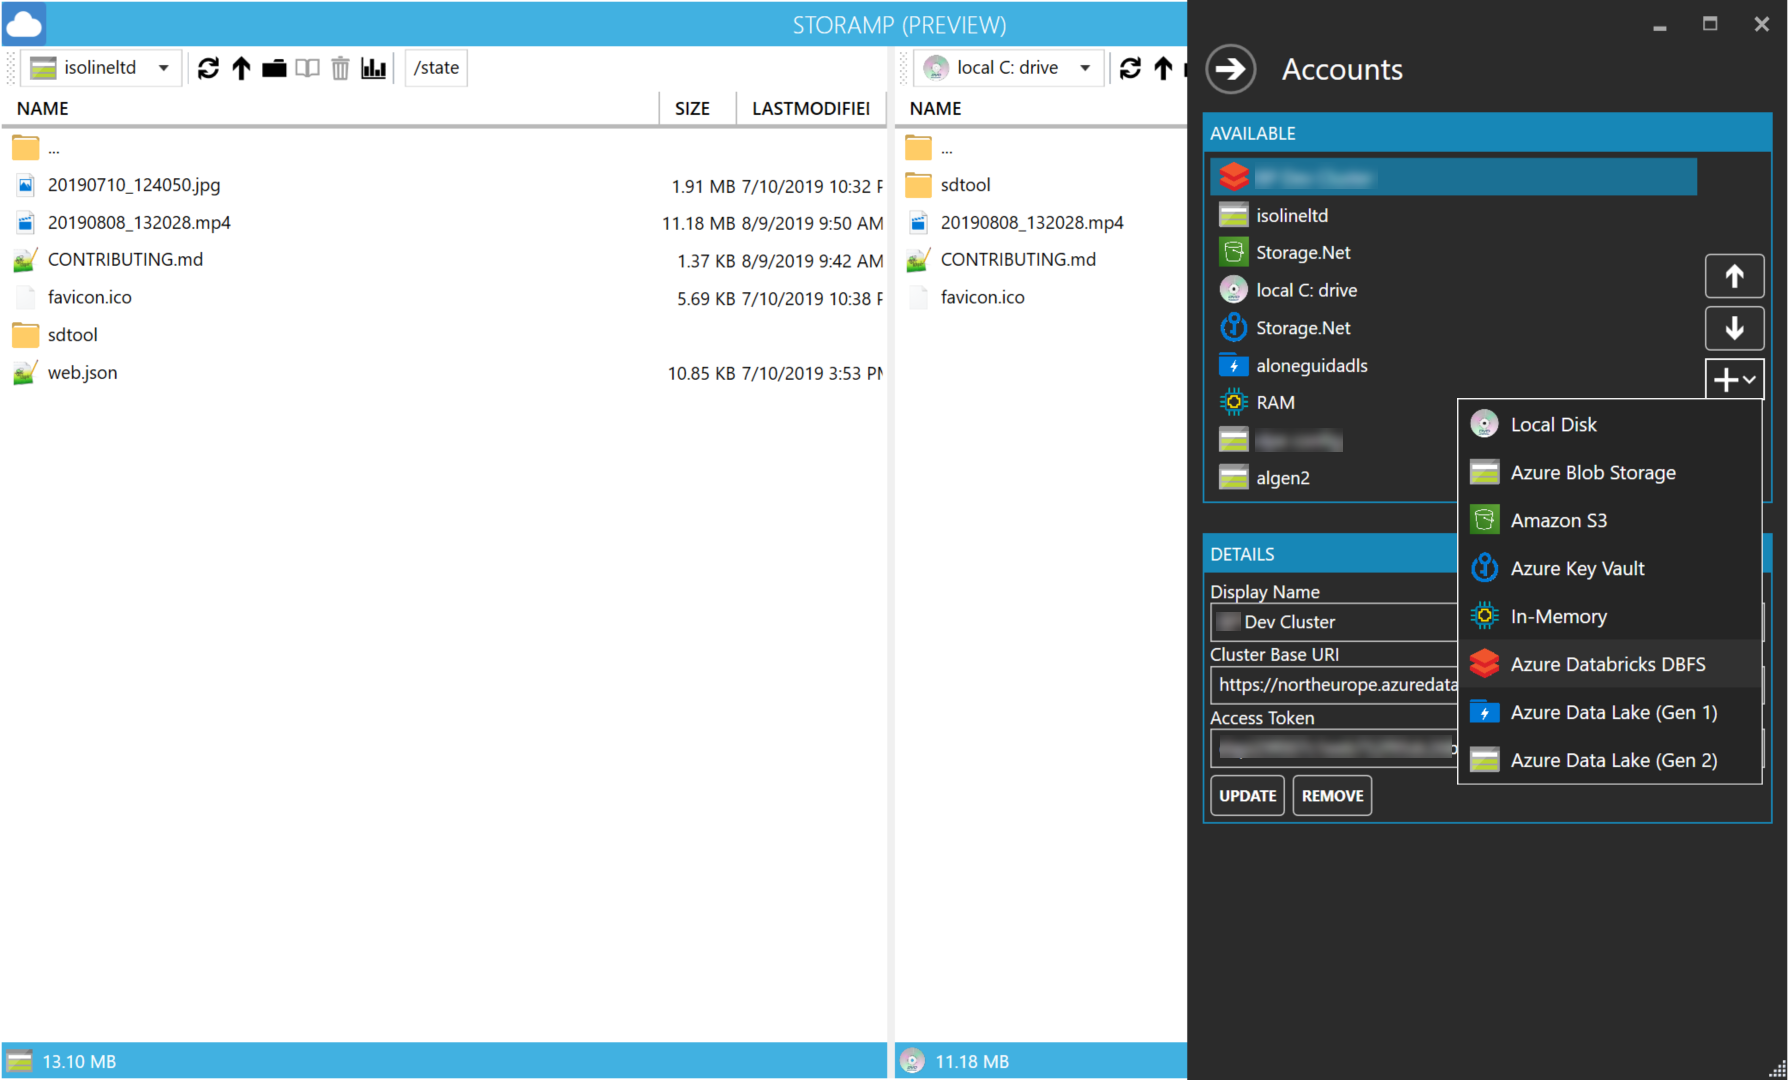 STORAMP (PREVIEW)
isolineltd
/state
NAME SIZE LASTMODIFIEI
...
20190710_124050.jpg 1.91 MB 7/10/2019 10:32 F
20190808_132028.mp4 11.18 MB 8/9/2019 9:50 AM
CONTRIBUTING.md 1.37 KB 8/9/2019 9:42 AM
favicon.ico 5.69 KB 7/10/2019 10:38 F
sdtool
web.json 10.85 KB 7/10/2019 3:53 PM
13.10 MB
local C: drive
NAME
...
sdtool
20190808_132028.mp4
CONTRIBUTING.md
favicon.ico
11.18 MB
Accounts
AVAILABLE
isolineltd
Storage.Net
local C: drive
Storage.Net
aloneguidadls
RAM
algen2
Local Disk
Azure Blob Storage
Amazon S3
Azure Key Vault
In-Memory
Azure Databricks DBFS
Azure Data Lake (Gen 1)
Azure Data Lake (Gen 2)
DETAILS
Display Name
Dev Cluster
Cluster Base URI
https://northeurope.azuredata
Access Token
UPDATE REMOVE